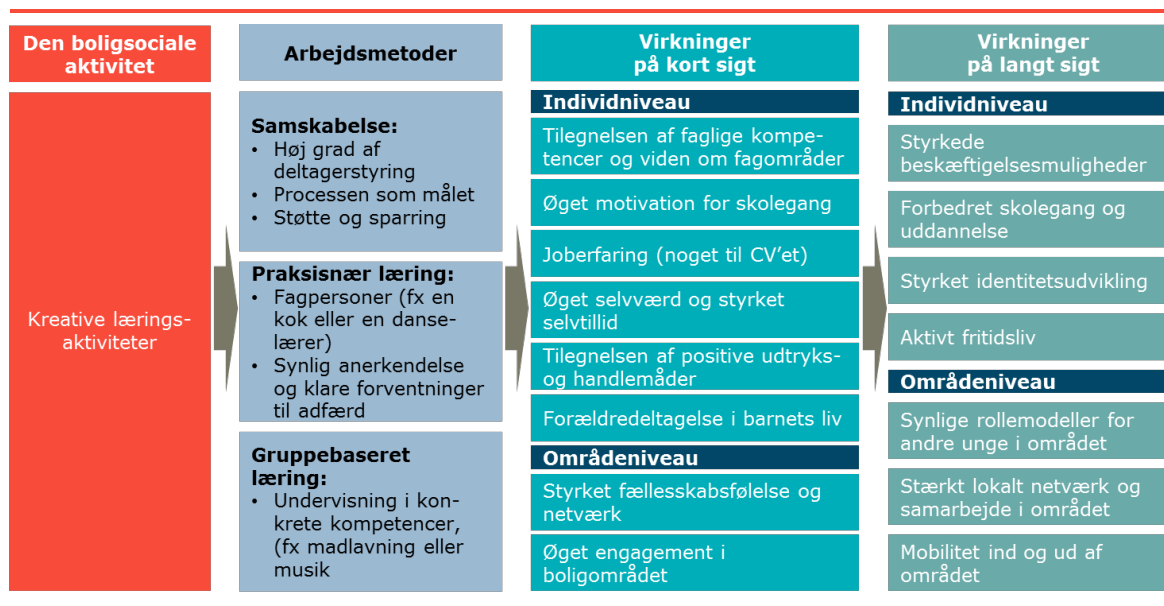 Den boligsociale
aktivitet
Kreative lærings-
aktiviteter
Arbejdsmetoder
Samskabelse:
• Høj grad af
deltagerstyring
• Processen som målet
• Støtte og sparring
Praksisnær læring:
• Fagpersoner (fx en
kok eller en danse-
lærer)
• Synlig anerkendelse
og klare forventninger
til adfærd
Gruppebaseret
læring:
• Undervisning i kon-
krete kompetencer,
(fx madlavning eller
musik
Virkninger
på kort sigt
Individniveau
Tilegnelsen af faglige kompe-
tencer og viden om fagområder
Øget motivation for skolegang
Joberfaring (noget til CV’et)
Øget selvværd og styrket
selvtillid
Tilegnelsen af positive udtryks-
og handlemåder
Forældredeltagelse i barnets liv
Områdeniveau
Styrket fællesskabsfølelse og
netværk
Øget engagement i
boligområdet
Virkninger
på langt sigt
Individniveau
Styrkede
beskæftigelsesmuligheder
Forbedret skolegang og
uddannelse
Styrket identitetsudvikling
Aktivt fritidsliv
Områdeniveau
Synlige rollemodeller for
andre unge i området
Stærkt lokalt netværk og
samarbejde i området
Mobilitet ind og ud af
området